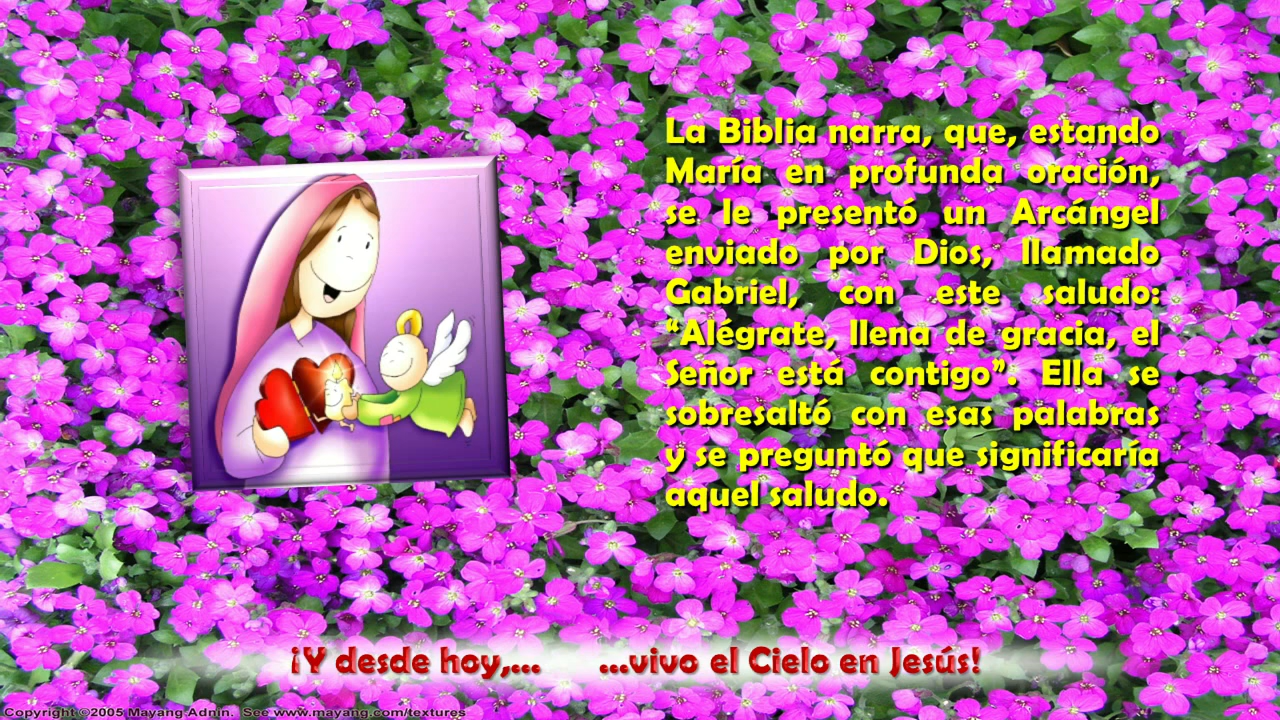 La Biblia narra, que, estando
María en profunda oración,
se le presentó un Arcángel
enviado por Dios, llamado
Gabriel, con este saludo:
“Alégrate, llena de gracia, el
Señor está contigo”. Ella se
sobresaltó con esas palabras
y se preguntó que significaría
aquel saludo.
¡Y desde hoy,... ...vivo el Cielo en Jesús!
Copyright ©2005 Mayang Adnin. See www.mayang.com/textures